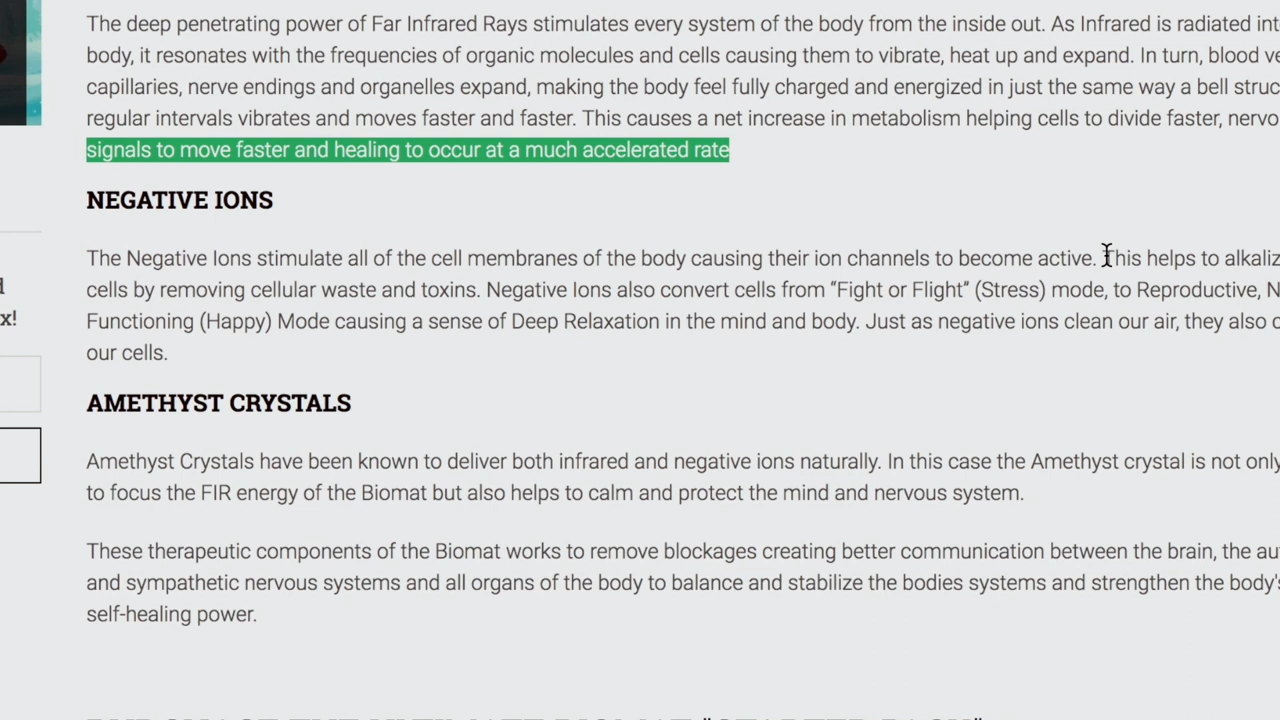 The deep penetrating power of Far Infrared Rays stimulates every system of the body from the inside out. As Infrared is radiated int
body, it resonates with the frequencies of organic molecules and cells causing them to vibrate, heat up and expand. In turn, blood ve
capillaries, nerve endings and organelles expand, making the body feel fully charged and energized in just the same way a bell struc
regular intervals vibrates and moves faster and faster. This causes a net increase in metabolism helping cells to divide faster, nervo
signals to move faster and healing to occur at a much accelerated rate
NEGATIVE IONS
The Negative Ions stimulate all of the cell membranes of the body causing their ion channels to become active. This helps to alkaliz
cells by removing cellular waste and toxins. Negative Ions also convert cells from “Fight or Flight” (Stress) mode, to Reproductive, N
Functioning (Happy) Mode causing a sense of Deep Relaxation in the mind and body. Just as negative ions clean our air, they also c
our cells.
x!
AMETHYST CRYSTALS
Amethyst Crystals have been known to deliver both infrared and negative ions naturally. In this case the Amethyst crystal is not only
to focus the FIR energy of the Biomat but also helps to calm and protect the mind and nervous system.
These therapeutic components of the Biomat works to remove blockages creating better communication between the brain, the au
and sympathetic nervous systems and all organs of the body to balance and stabilize the bodies systems and strengthen the body's
self-healing power.